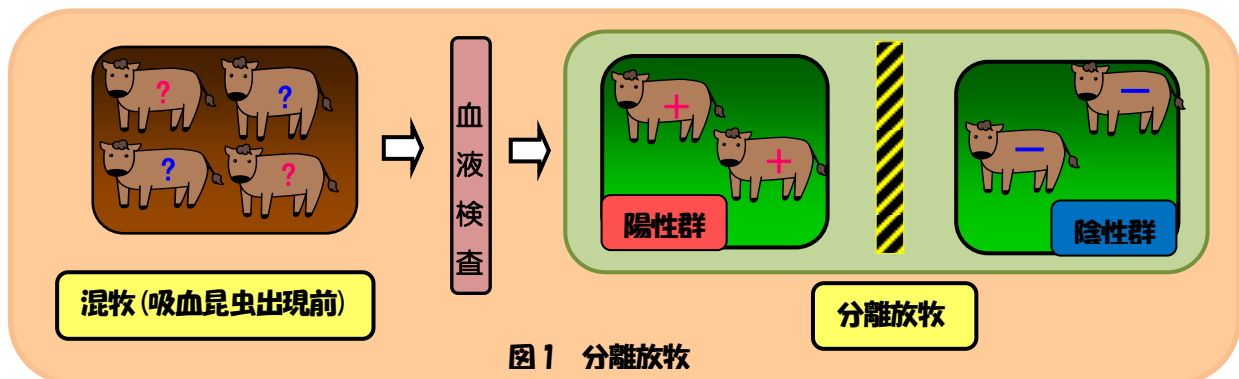 ? ?
? ?
血液検査
+
+
−
−
陽性群
陰性群
混牧(吸血昆虫出現前)
分離放牧
図1 分離放牧